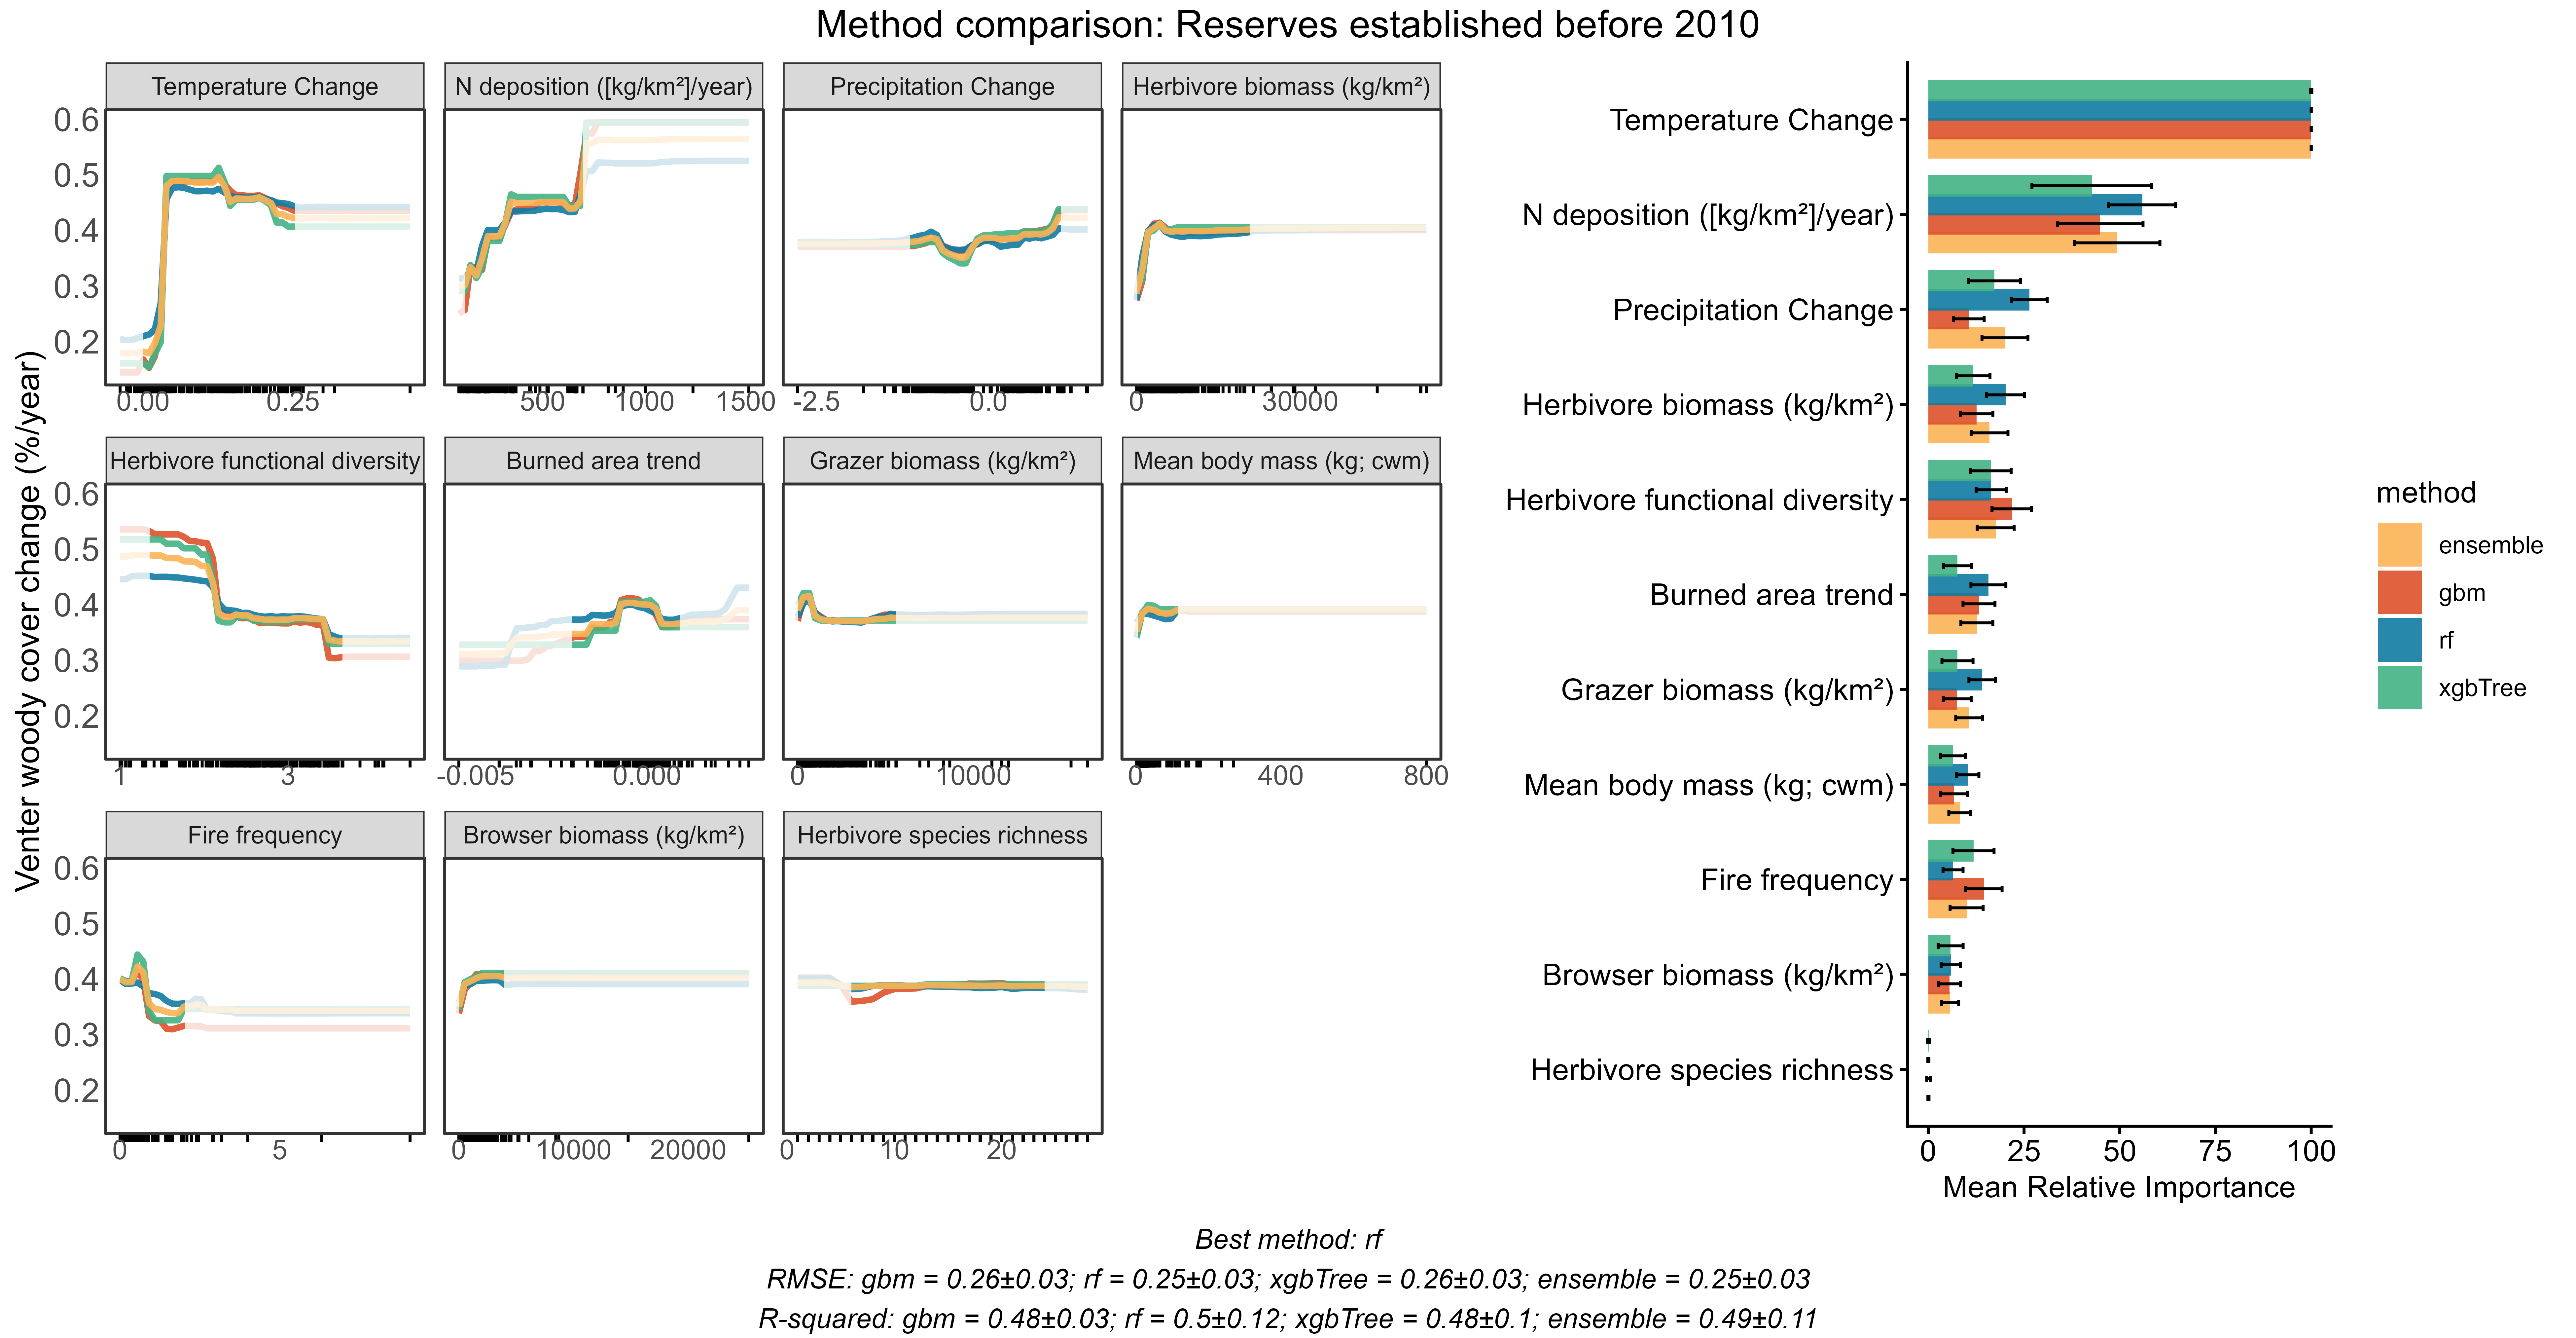 Method comparison: Reserves established before 2010
Venter woody cover change (%/year)
Temperature Change
N deposition ([kg/km²]/year)
Precipitation Change
Herbivore biomass (kg/km²)
0.6
0.5
0.4
0.3
0.2
0.00 0.25
500 1000 1500
-2.5 0.0
0 30000
Herbivore functional diversity
Burned area trend
Grazer biomass (kg/km²)
Mean body mass (kg; cwm)
0.6
0.5
0.4
0.3
0.2
1 3
-0.005 0.000
0 10000
0 400 800
Fire frequency
Browser biomass (kg/km²)
Herbivore species richness
0.6
0.5
0.4
0.3
0.2
0 5
0 10000 20000
0 10 20
Temperature Change
N deposition ([kg/km²]/year)
Precipitation Change
Herbivore biomass (kg/km²)
Herbivore functional diversity
Burned area trend
Grazer biomass (kg/km²)
Mean body mass (kg; cwm)
Fire frequency
Browser biomass (kg/km²)
Herbivore species richness
0 25 50 75 100
Mean Relative Importance
method
ensemble
gbm
rf
xgbTree
Best method: rf
RMSE: gbm = 0.26±0.03; rf = 0.25±0.03; xgbTree = 0.26±0.03; ensemble = 0.25±0.03
R-squared: gbm = 0.48±0.03; rf = 0.5±0.12; xgbTree = 0.48±0.1; ensemble = 0.49±0.11